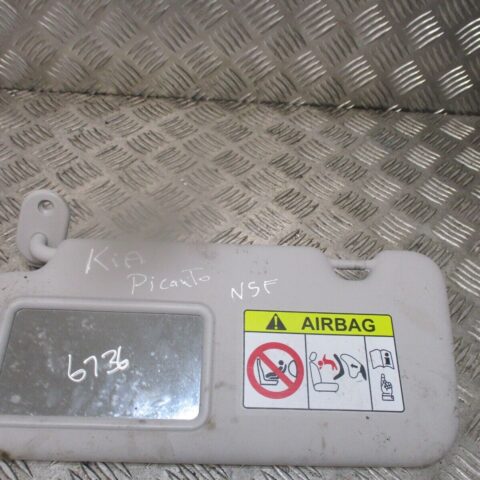 Kia
Picanto NSF
AIRBAG
6736